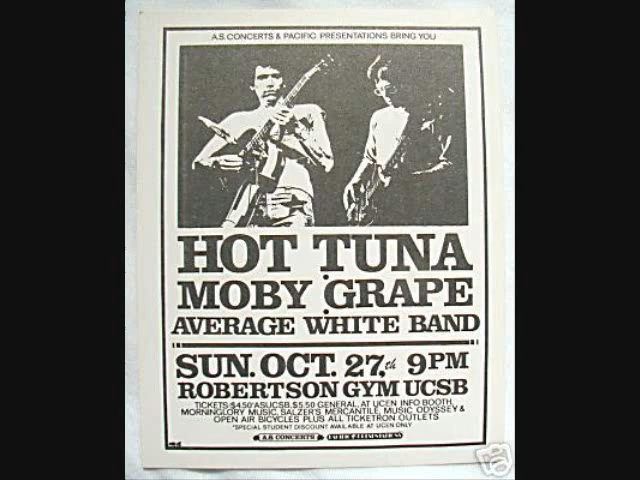 A.S. CONCERTS & PACIFIC PRESENTATIONS BRING YOU
HOT TUNA
MOBY GRAPE
AVERAGE WHITE BAND
SUN. OCT. 27th 9PM
ROBERTSON GYM UCSB
TICKETS $4.50 ASUCSB, $5.50 GENERAL, AT UCEN INFO BOOTH,
MORNINGLORY MUSIC, SALZER'S MERCANTILE, MUSIC ODYSSEY &
OPEN AIR BICYCLES PLUS ALL TICKETRON OUTLETS
*SPECIAL STUDENT DISCOUNT AVAILABLE AT UCEN ONLY
A.S. CONCERTS PACIFIC PRESENTATIONS